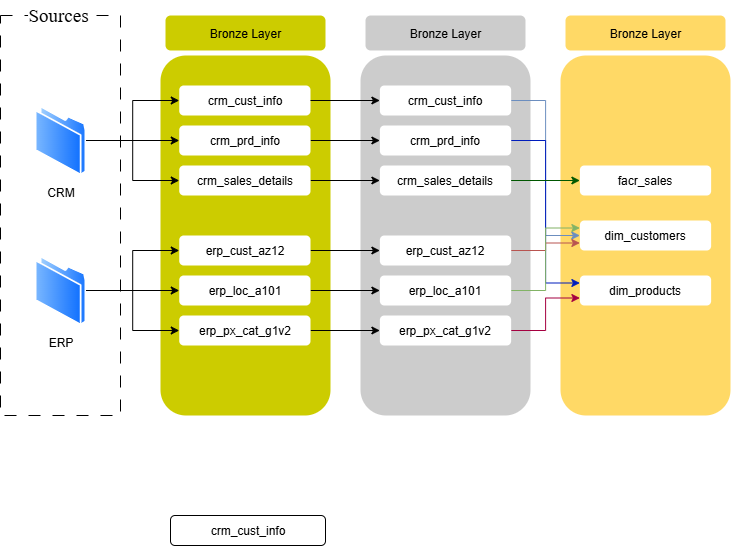 Sources
Bronze Layer
Bronze Layer
Bronze Layer
CRM
ERP
crm_cust_info
crm_prd_info
crm_sales_details
erp_cust_az12
erp_loc_a101
erp_px_cat_g1v2
crm_cust_info
crm_prd_info
crm_sales_details
erp_cust_az12
erp_loc_a101
erp_px_cat_g1v2
facr_sales
dim_customers
dim_products
crm_cust_info